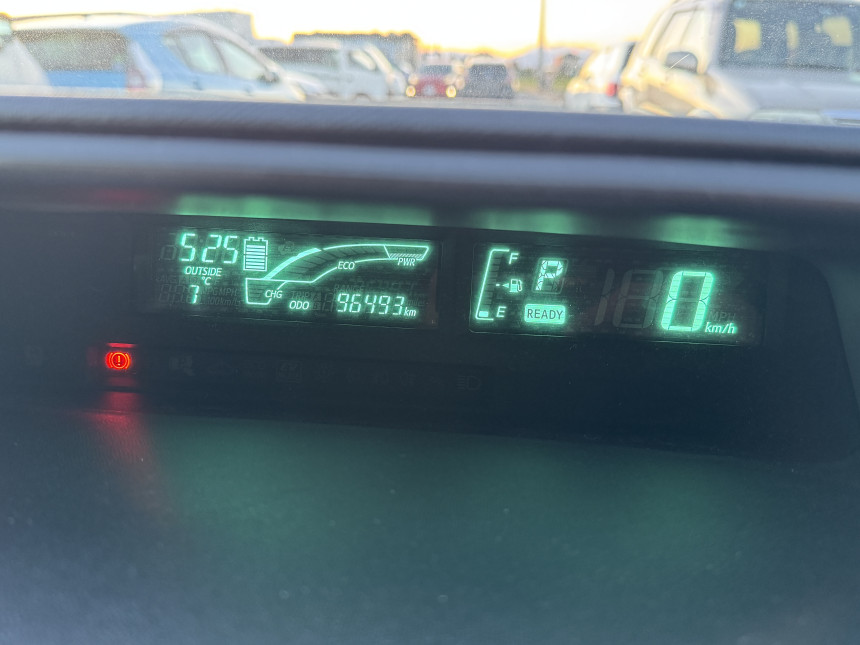 5:25
OUTSIDE
°C
7
ECO
PWR
CHG
ODO 96493 km
F
E
P
READY
0 km/h